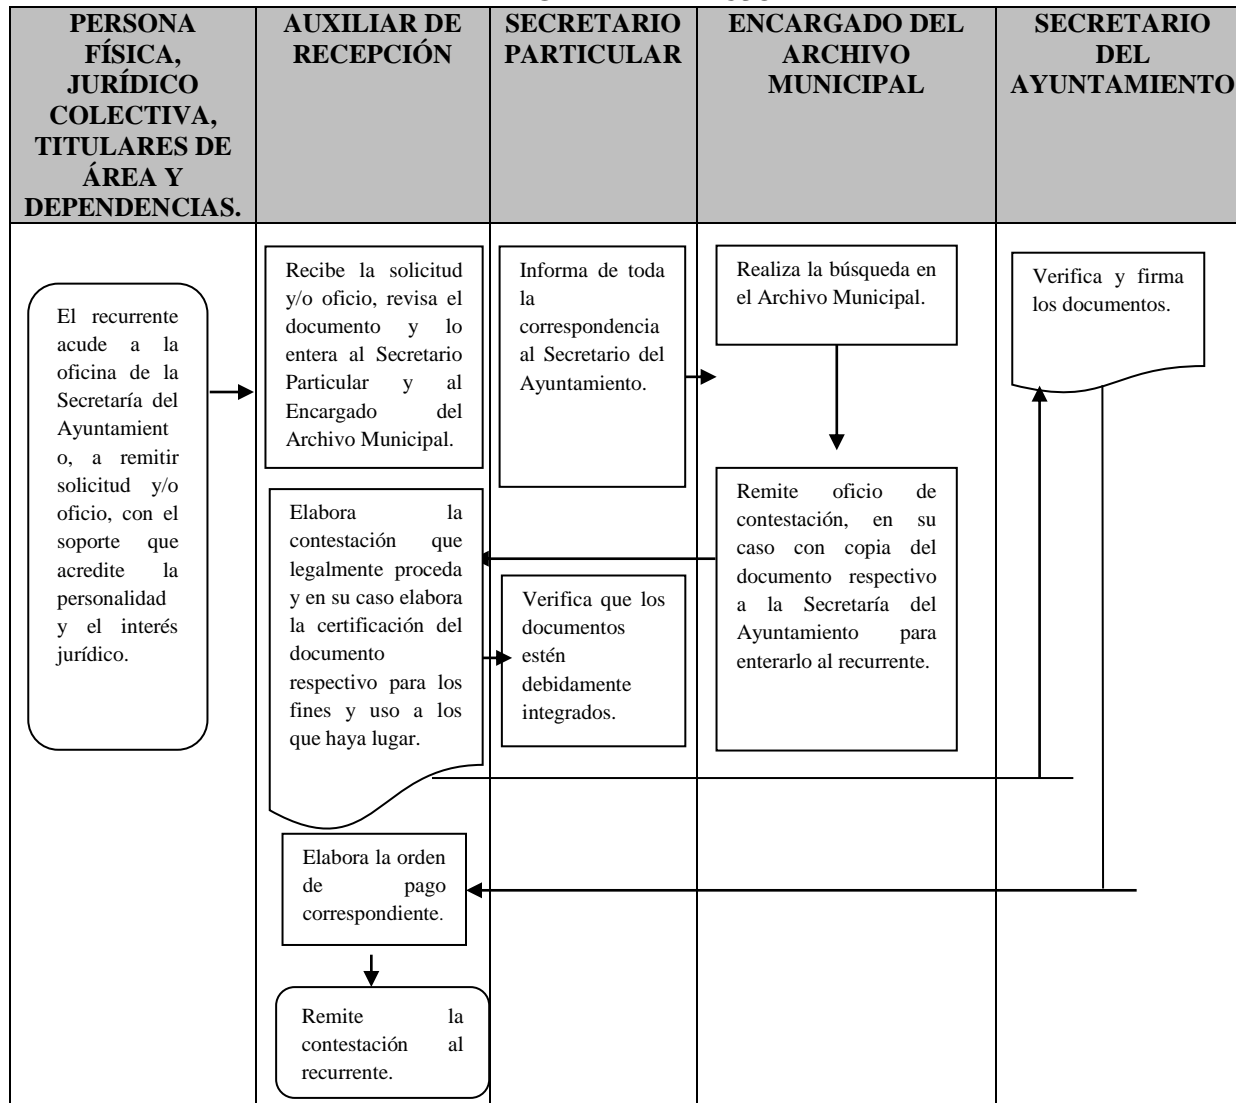 PERSONA
FÍSICA,
JURÍDICO
COLECTIVA,
TITULARES DE
ÁREA Y
DEPENDENCIAS.
AUXILIAR DE
RECEPCIÓN
SECRETARIO
PARTICULAR
ENCARGADO DEL
ARCHIVO
MUNICIPAL
SECRETARIO
DEL
AYUNTAMIENTO
El recurrente
acude a la
oficina de la
Secretaría del
Ayuntamient
o, a remitir
solicitud y/o
oficio, con el
soporte que
acredite la
personalidad
y el interés
jurídico.
Recibe la solicitud
y/o oficio, revisa el
documento y lo
entera al Secretario
Particular y al
Encargado del
Archivo Municipal.
Informa de toda
la
correspondencia
al Secretario del
Ayuntamiento.
Realiza la búsqueda en
el Archivo Municipal.
Verifica y firma
los documentos.
Remite oficio de
contestación, en su
caso con copia del
documento respectivo
a la Secretaría del
Ayuntamiento para
enterarlo al recurrente.
Elabora la
contestación que
legalmente proceda
y en su caso elabora
la certificación del
documento
respectivo para los
fines y uso a los
que haya lugar.
Verifica que los
documentos
estén
debidamente
integrados.
Elabora la orden
de pago
correspondiente.
Remite la
contestación al
recurrente.